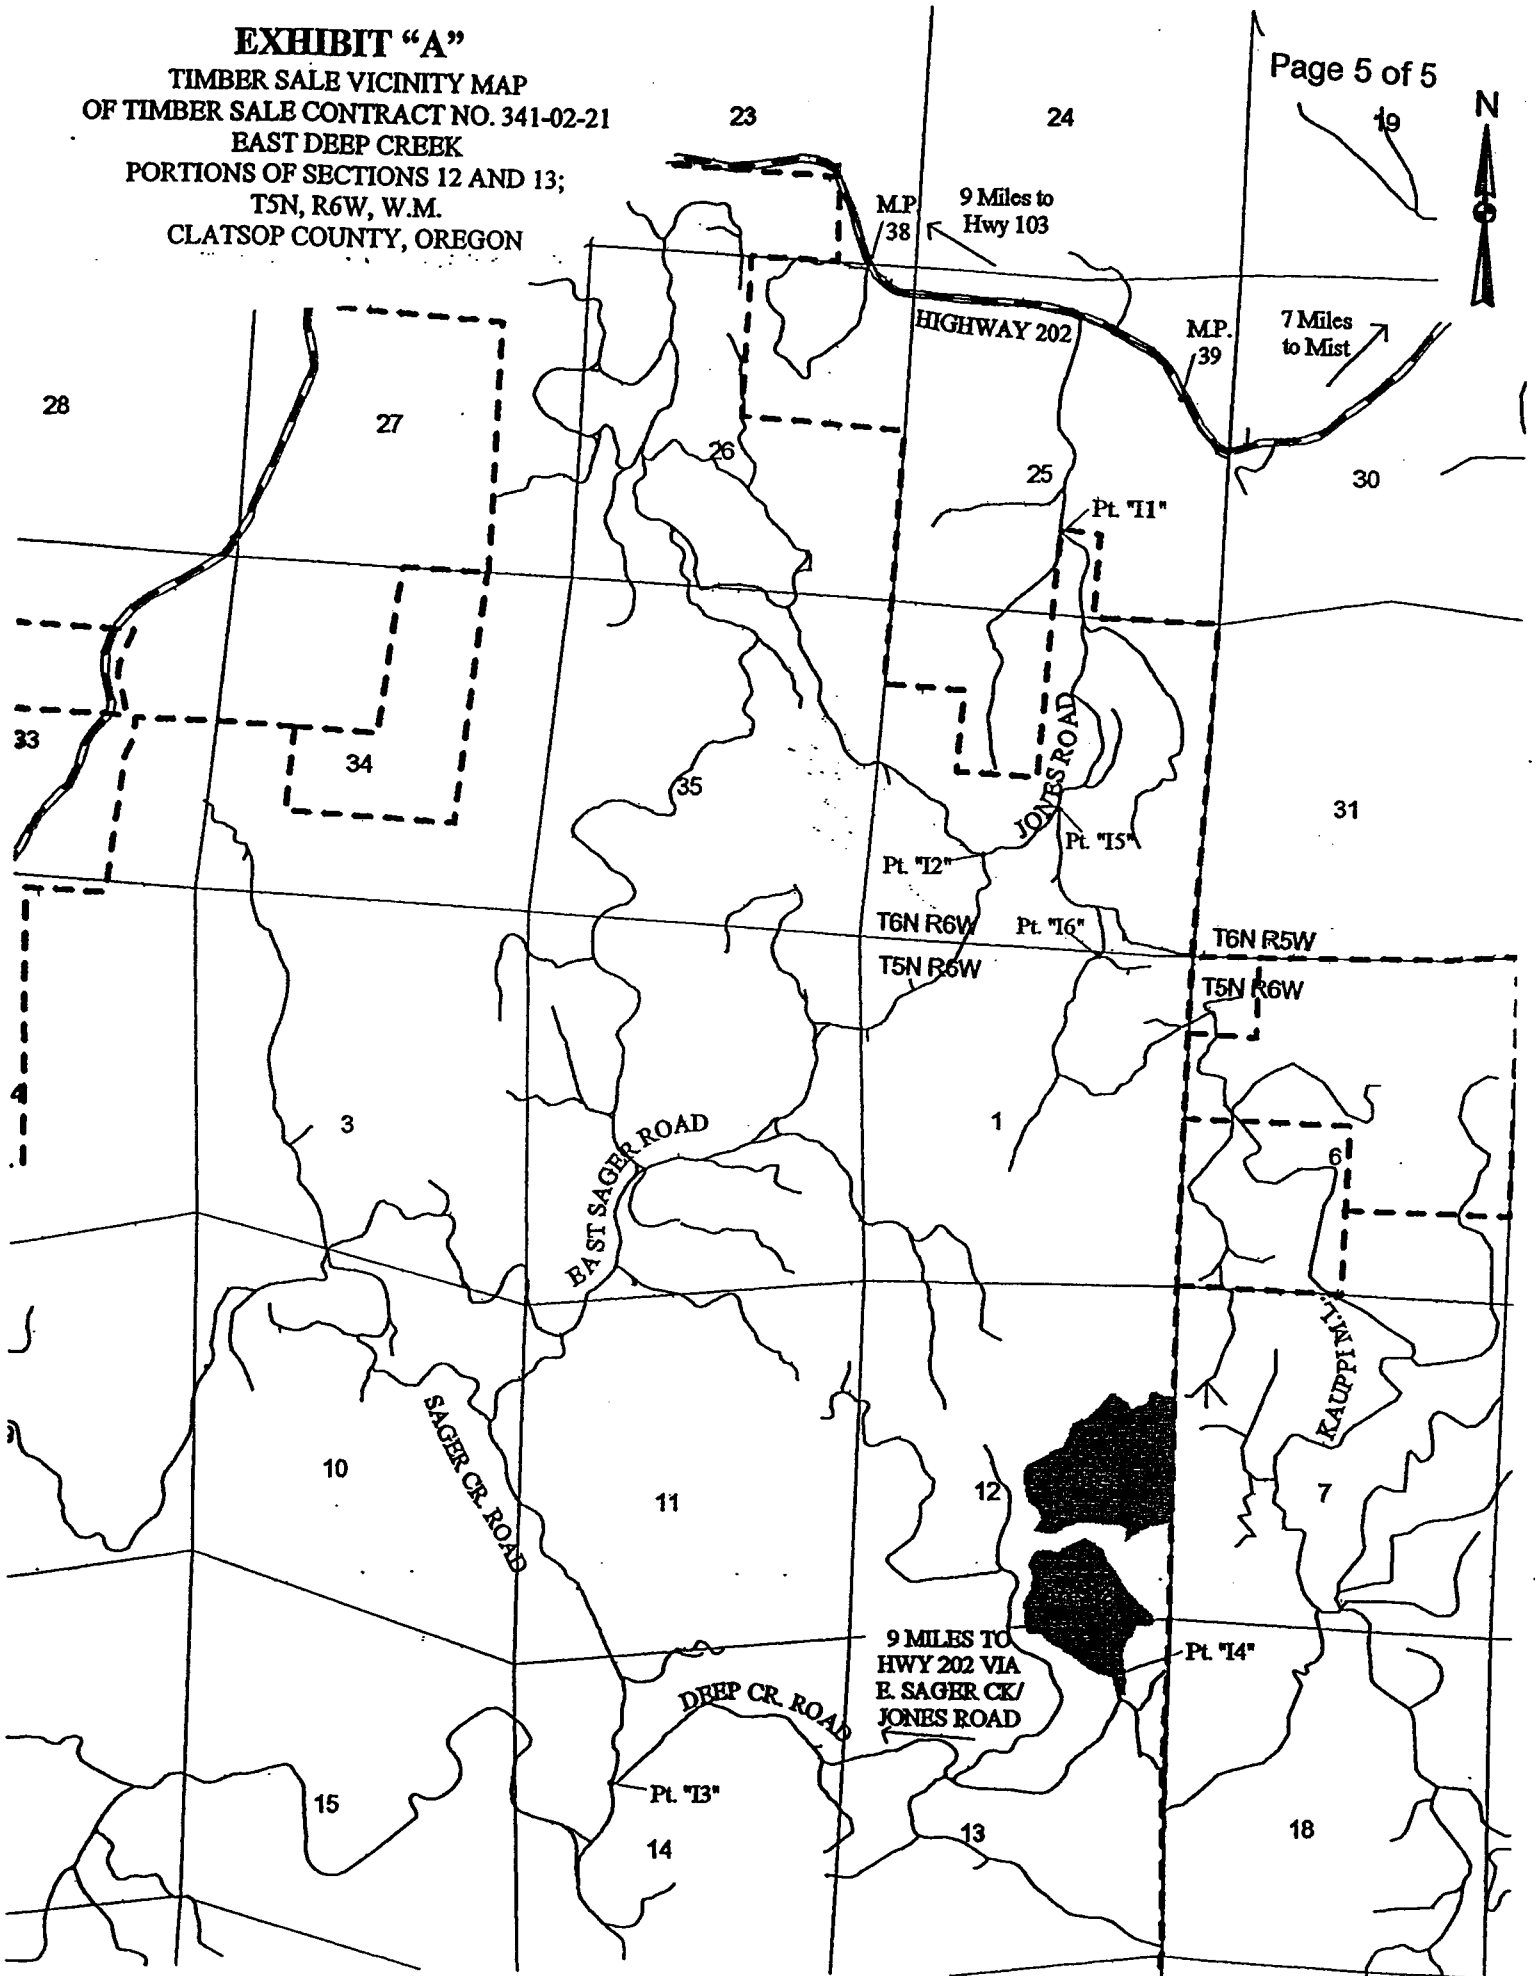 EXHIBIT “A”
TIMBER SALE VICINITY MAP
OF TIMBER SALE CONTRACT NO. 341-02-21
EAST DEEP CREEK
PORTIONS OF SECTIONS 12 AND 13;
T5N, R6W, W.M.
CLATSOP COUNTY, OREGON
Page 5 of 5
N
23
24
19
M.P.
38
9 Miles to
Hwy 103
HIGHWAY 202
M.P.
39
7 Miles
to Mist
28
27
26
25
30
Pt. "I1"
33
34
35
31
JONES ROAD
Pt. "I5"
Pt. "I2"
T6N R6W
Pt. "I6"
T6N R5W
T5N R6W
T5N R6W
4
3
1
6
EAST SAGER ROAD
KAUPPI M.L.
SAGER CR. ROAD
9
10
11
12
7
9 MILES TO
HWY 202 VIA
E. SAGER CK/
JONES ROAD
Pt. "I4"
DEEP CR. ROAD
Pt. "I3"
15
14
13
18